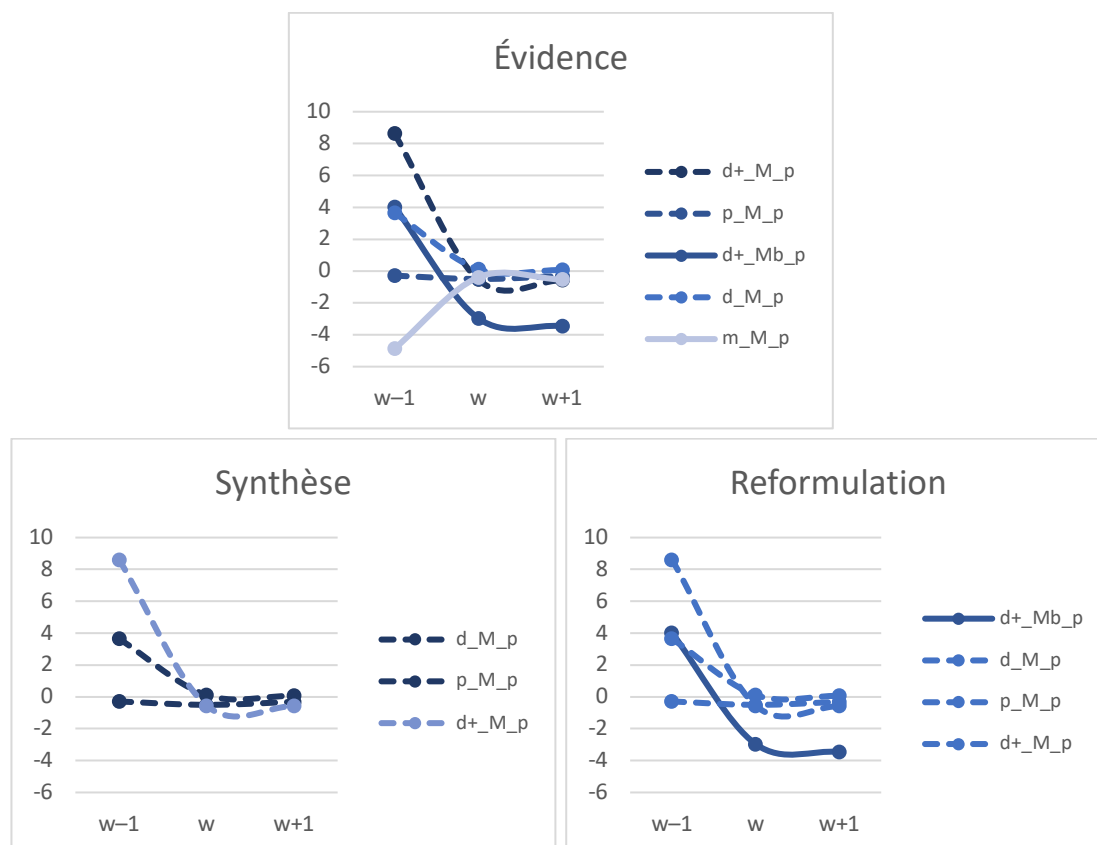 Évidence
10
8
6
4
2
0
-2
-4
-6
w–1 w w+1
d+_M_p
p_M_p
d+_Mb_p
d_M_p
m_M_p
Synthèse
10
8
6
4
2
0
-2
-4
-6
w–1 w w+1
d_M_p
p_M_p
d+_M_p
Reformulation
10
8
6
4
2
0
-2
-4
-6
w–1 w w+1
d+_Mb_p
d_M_p
p_M_p
d+_M_p